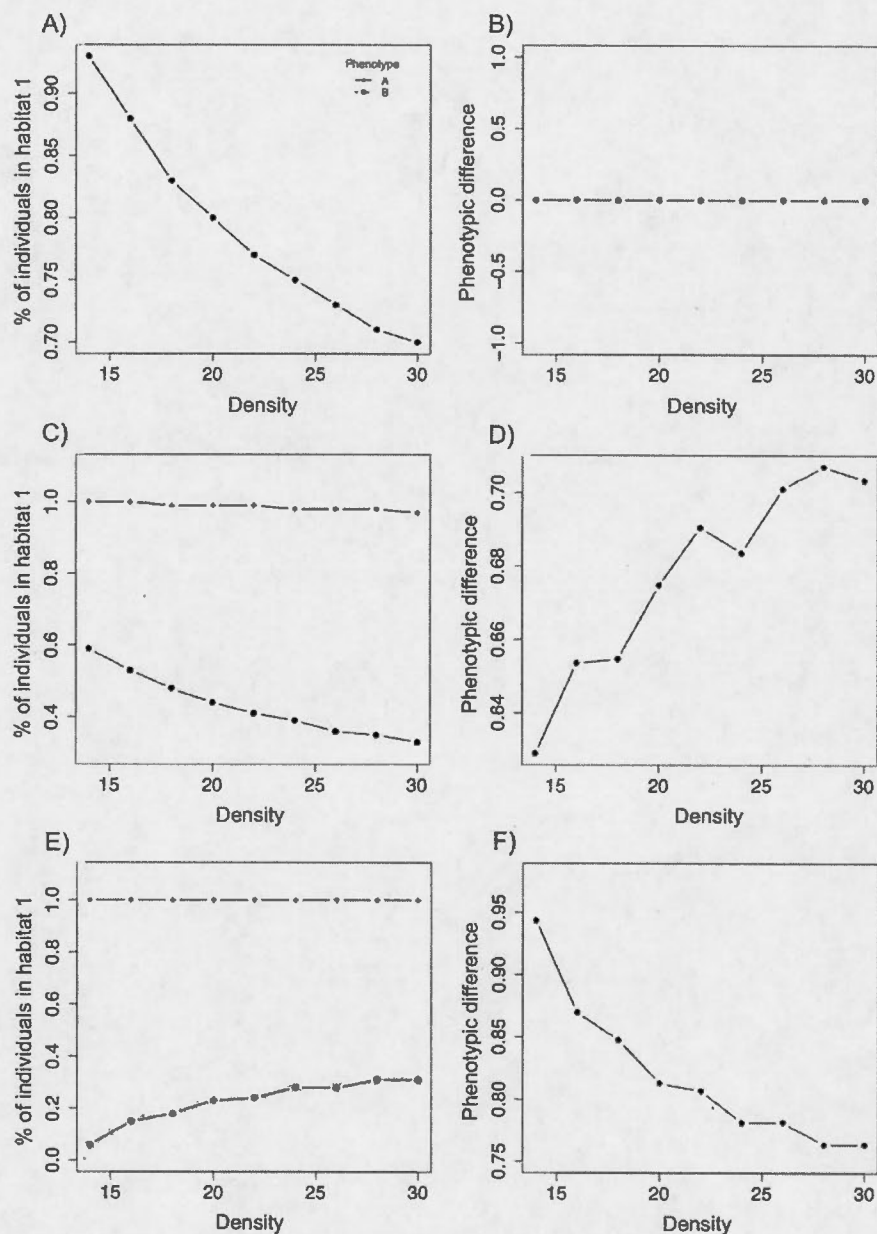 A)
% of individuals in habitat 1
0.90
0.85
0.80
0.75
0.70
Phenotype
A
B
15 20 25 30
Density
B)
Phenotypic difference
1.0
0.5
0.0
−0.5
−1.0
15 20 25 30
Density
C)
% of individuals in habitat 1
1.0
0.8
0.6
0.4
15 20 25 30
Density
D)
Phenotypic difference
0.70
0.68
0.66
0.64
15 20 25 30
Density
E)
% of individuals in habitat 1
1.0
0.8
0.6
0.4
0.2
0.0
15 20 25 30
Density
F)
Phenotypic difference
0.95
0.90
0.85
0.80
0.75
15 20 25 30
Density